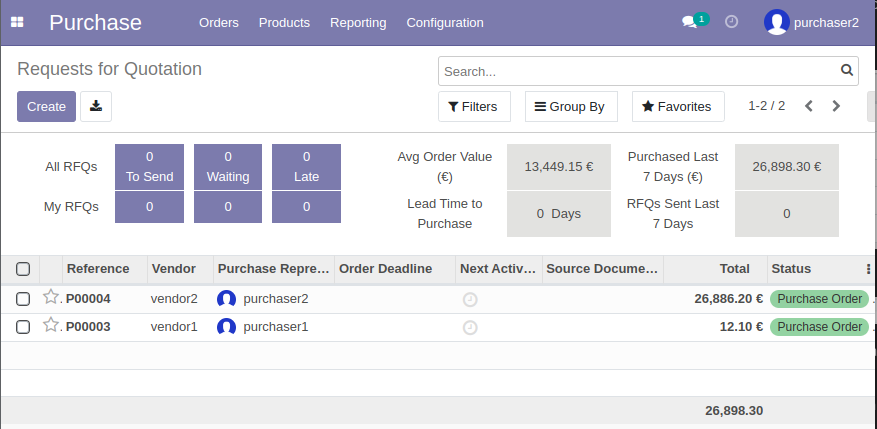 Purchase Orders Products Reporting Configuration 1 purchaser2
Requests for Quotation
Search...
Create Filters Group By Favorites 1-2 / 2
All RFQs 0 To Send 0 Waiting 0 Late
My RFQs 0 0 0
Avg Order Value (€) 13,449.15 € Purchased Last 7 Days (€) 26,898.30 €
Lead Time to Purchase 0 Days RFQs Sent Last 7 Days 0
Reference Vendor Purchase Repre... Order Deadline Next Activ... Source Docume... Total Status
P00004 vendor2 purchaser2 26,886.20 € Purchase Order
P00003 vendor1 purchaser1 12.10 € Purchase Order
26,898.30